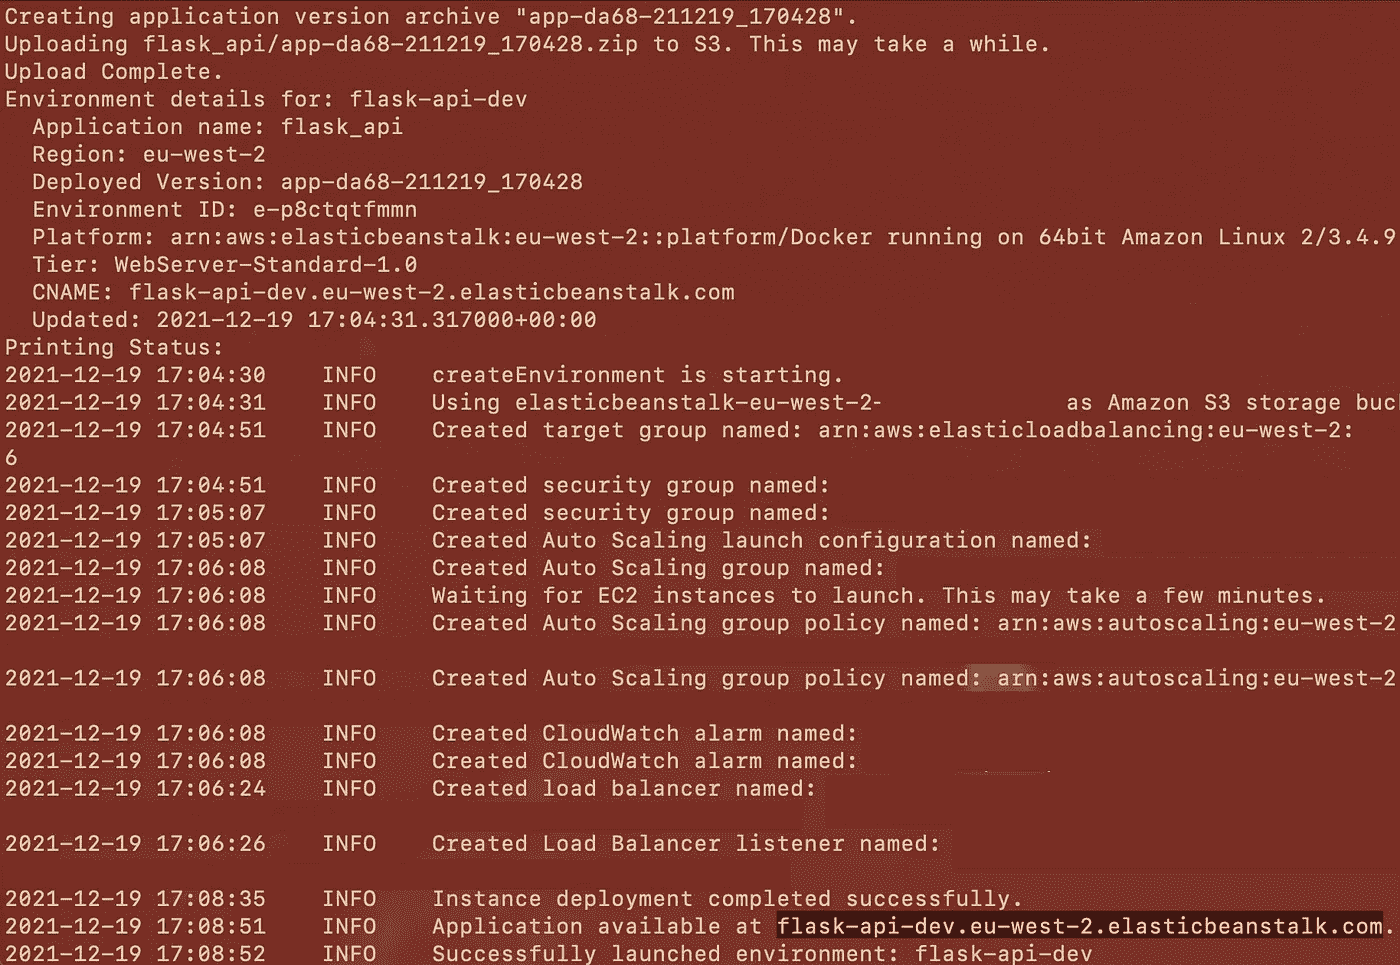 Creating application version archive "app-da68-211219_170428".
Uploading flask_api/app-da68-211219_170428.zip to S3. This may take a while.
Upload Complete.
Environment details for: flask-api-dev
  Application name: flask_api
  Region: eu-west-2
  Deployed Version: app-da68-211219_170428
  Environment ID: e-p8ctqtfmmn
  Platform: arn:aws:elasticbeanstalk:eu-west-2::platform/Docker running on 64bit Amazon Linux 2/3.4.9
  Tier: WebServer-Standard-1.0
  CNAME: flask-api-dev.eu-west-2.elasticbeanstalk.com
  Updated: 2021-12-19 17:04:31.317000+00:00
Printing Status:
2021-12-19 17:04:30    INFO    createEnvironment is starting.
2021-12-19 17:04:31    INFO    Using elasticbeanstalk-eu-west-2-             as Amazon S3 storage buc
2021-12-19 17:04:51    INFO    Created target group named: arn:aws:elasticloadbalancing:eu-west-2:
6
2021-12-19 17:04:51    INFO    Created security group named:
2021-12-19 17:05:07    INFO    Created security group named:
2021-12-19 17:05:07    INFO    Created Auto Scaling launch configuration named:
2021-12-19 17:06:08    INFO    Created Auto Scaling group named:
2021-12-19 17:06:08    INFO    Waiting for EC2 instances to launch. This may take a few minutes.
2021-12-19 17:06:08    INFO    Created Auto Scaling group policy named: arn:aws:autoscaling:eu-west-2
2021-12-19 17:06:08    INFO    Created Auto Scaling group policy named: arn:aws:autoscaling:eu-west-2
2021-12-19 17:06:08    INFO    Created CloudWatch alarm named:
2021-12-19 17:06:08    INFO    Created CloudWatch alarm named:
2021-12-19 17:06:24    INFO    Created load balancer named:
2021-12-19 17:06:26    INFO    Created Load Balancer listener named:
2021-12-19 17:08:35    INFO    Instance deployment completed successfully.
2021-12-19 17:08:51    INFO    Application available at flask-api-dev.eu-west-2.elasticbeanstalk.com.
2021-12-19 17:08:52    INFO    Successfully launched environment: flask-api-dev